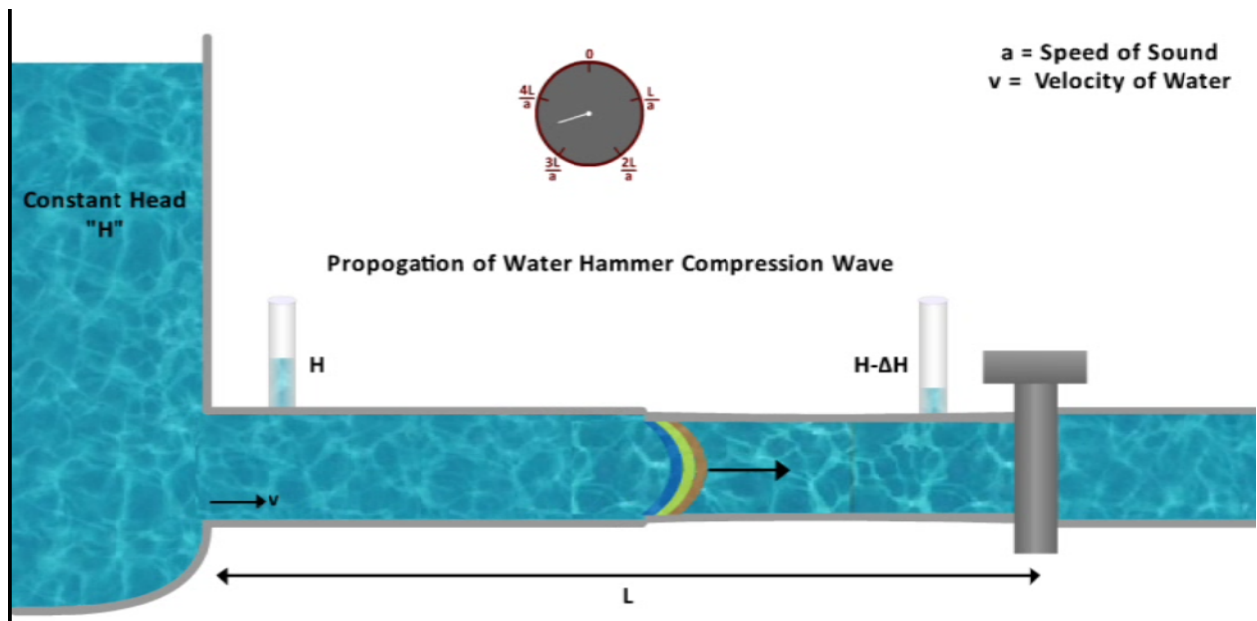 a = Speed of Sound
v = Velocity of Water
0
4L
a
L
a
3L
a
2L
a
Constant Head
"H"
Propogation of Water Hammer Compression Wave
H
H-ΔH
v
L